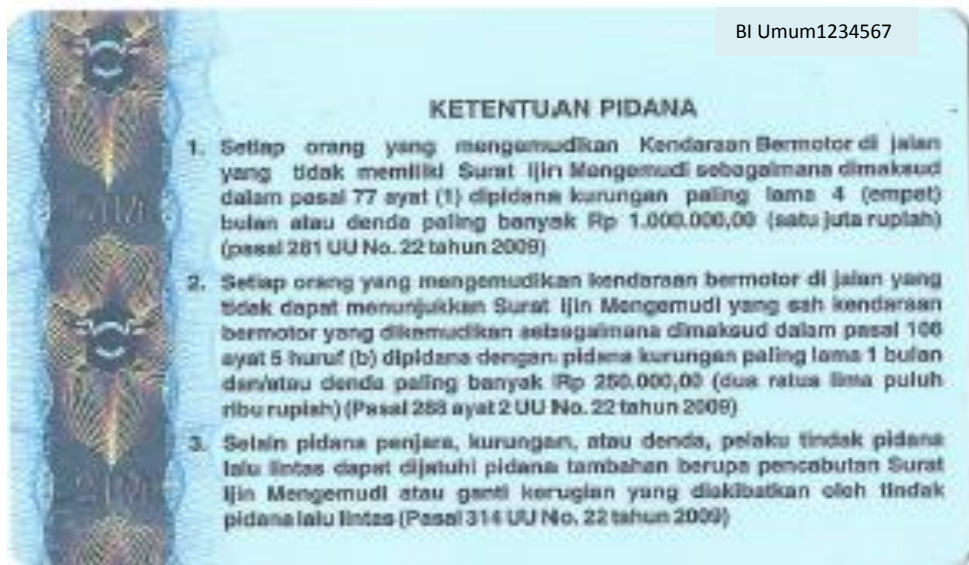 BI Umum1234567
KETENTUAN PIDANA
1. Setiap orang yang mengemudikan Kendaraan Bermotor di jalan
yang tidak memiliki Surat Ijin Mengemudi sebagaimana dimaksud
dalam pasal 77 ayat (1) dipidana kurungan paling lama 4 (empat)
bulan atau denda paling banyak Rp 1.000.000,00 (satu juta rupiah)
(pasal 281 UU No. 22 tahun 2009)
2. Setiap orang yang mengemudikan kendaraan bermotor di jalan yang
tidak dapat menunjukkan Surat Ijin Mengemudi yang sah kendaraan
bermotor yang dikemudikan sebagaimana dimaksud dalam pasal 106
ayat 5 huruf (b) dipidana dengan pidana kurungan paling lama 1 bulan
dan/atau denda paling banyak Rp 250.000,00 (dua ratus lima puluh
ribu rupiah) (Pasal 288 ayat 2 UU No. 22 tahun 2009)
3. Selain pidana penjara, kurungan, atau denda, pelaku tindak pidana
lalu lintas dapat dijatuhi pidana tambahan berupa pencabutan Surat
Ijin Mengemudi atau ganti kerugian yang diakibatkan oleh tindak
pidana lalu lintas (Pasal 314 UU No. 22 tahun 2009)